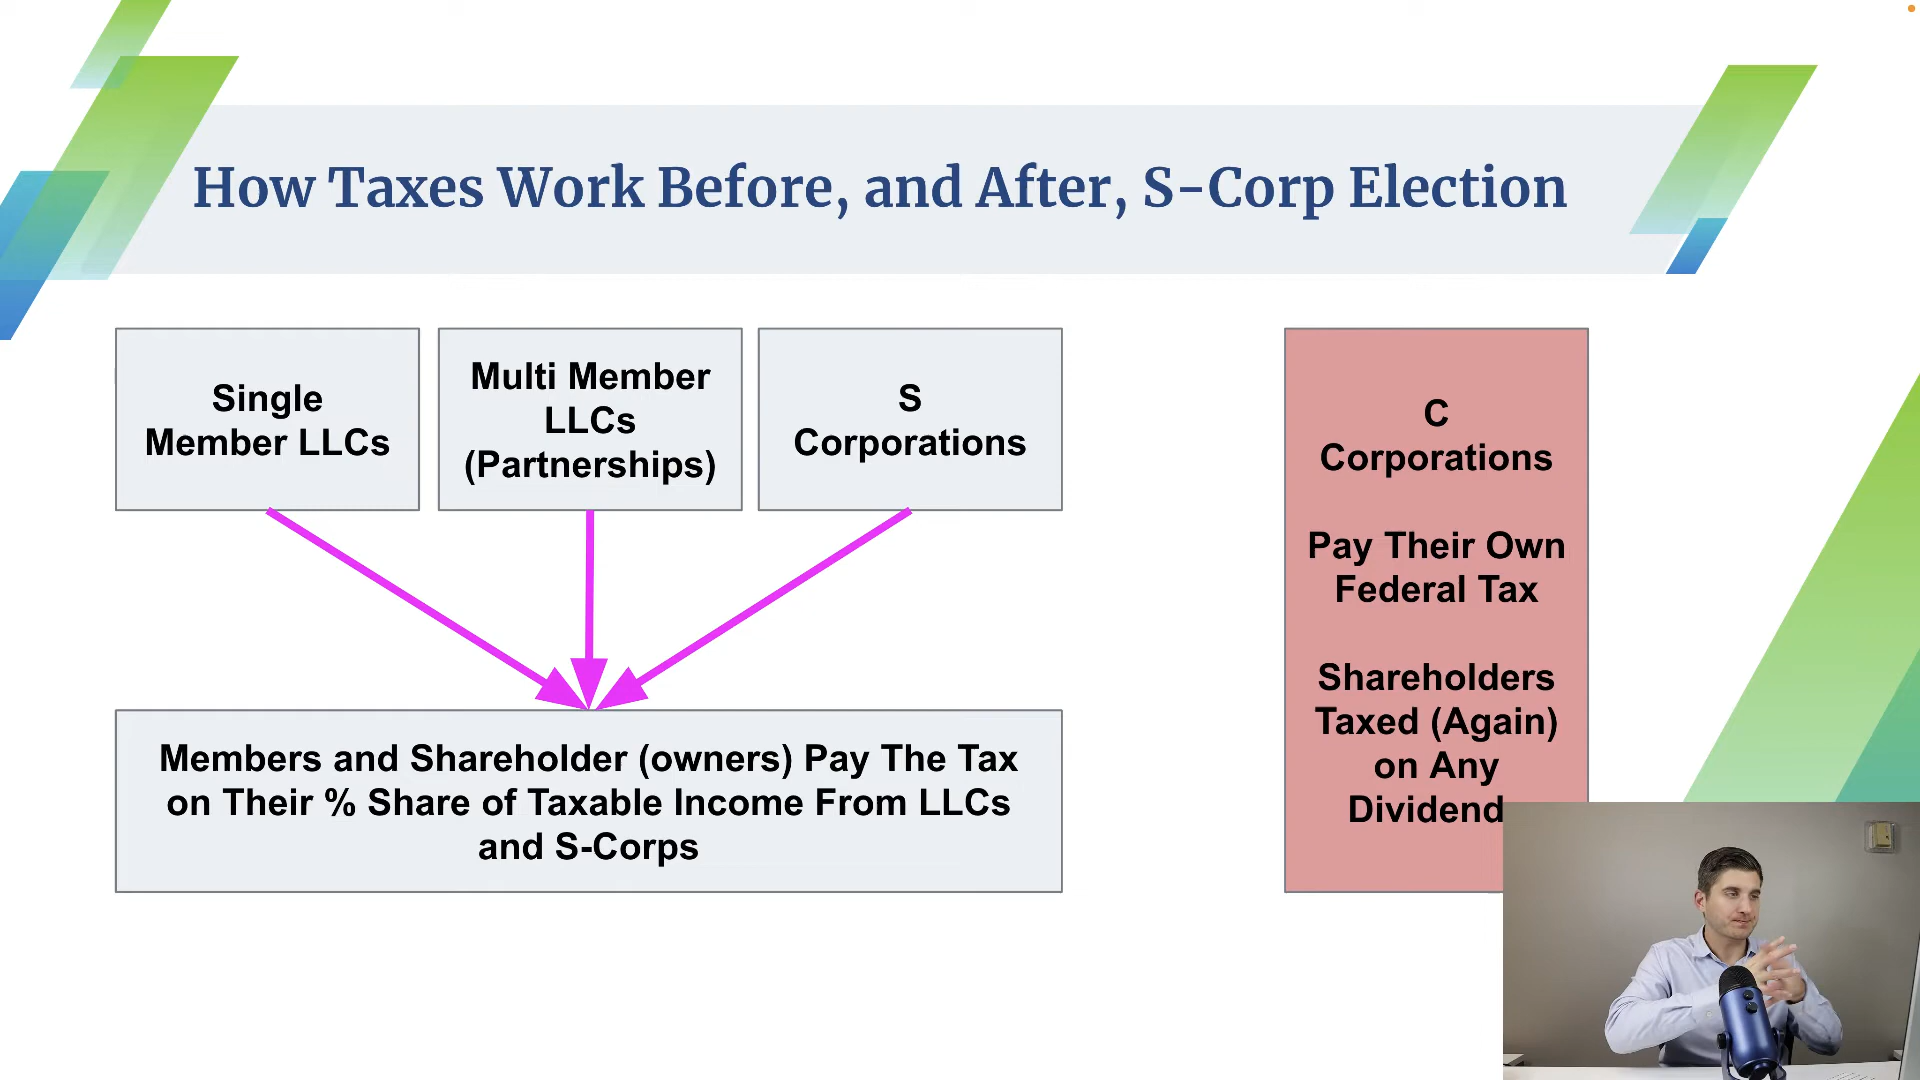 How Taxes Work Before, and After, S-Corp Election
Single
Member LLCs
Multi Member
LLCs
(Partnerships)
S
Corporations
C
Corporations
Pay Their Own
Federal Tax
Shareholders
Taxed (Again)
on Any
Dividend
Members and Shareholder (owners) Pay The Tax
on Their % Share of Taxable Income From LLCs
and S-Corps